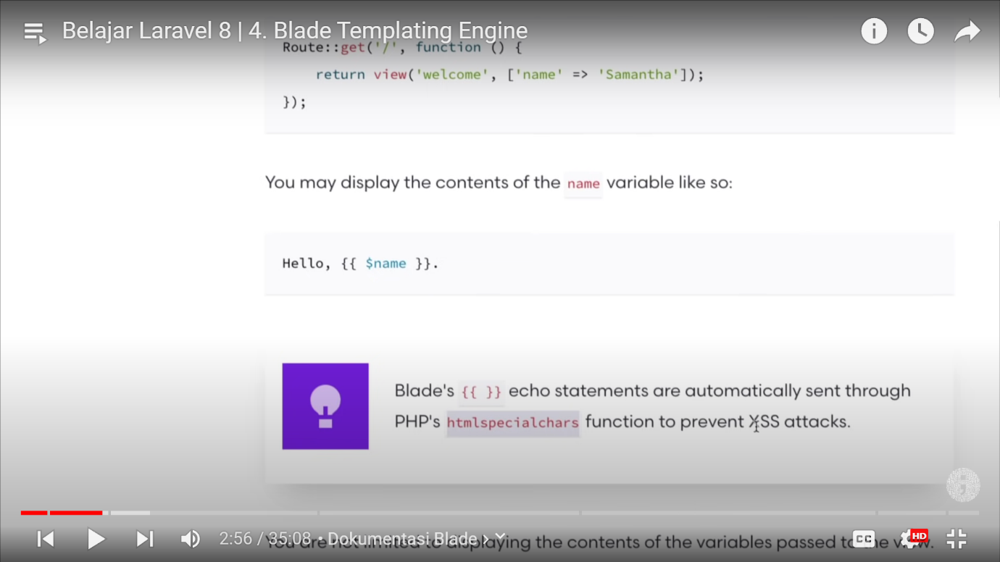 Belajar Laravel 8 | 4. Blade Templating Engine
Route::get('/', function () {
return view('welcome', ['name' => 'Samantha']);
});
You may display the contents of the name variable like so:
Hello, {{ $name }}.
Blade's {{ }} echo statements are automatically sent through
PHP's htmlspecialchars function to prevent XSS attacks.
2:56 / 35:08 • Dokumentasi Blade
You are not limited to displaying the contents of the variables passed to the view.
CC
HD